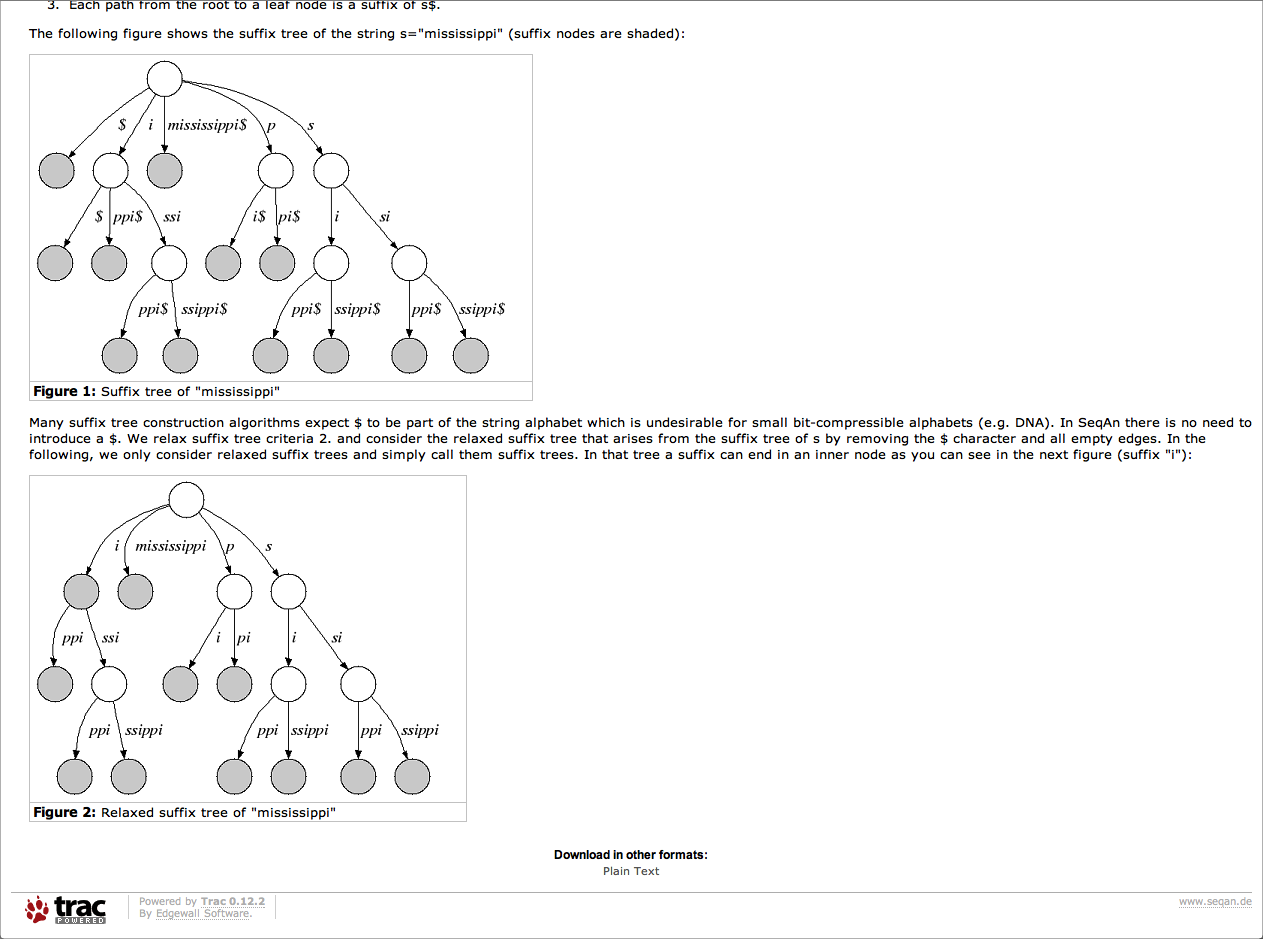 3. Each path from the root to a leaf node is a suffix of s$.
The following figure shows the suffix tree of the string s="mississippi" (suffix nodes are shaded):
$ i mississippi$ p s
$ ppi$ ssi i$ pi$ i si
ppi$ ssippi$ ppi$ ssippi$ ppi$ ssippi$
Figure 1: Suffix tree of "mississippi"
Many suffix tree construction algorithms expect $ to be part of the string alphabet which is undesirable for small bit-compressible alphabets (e.g. DNA). In SeqAn there is no need to
introduce a $. We relax suffix tree criteria 2. and consider the relaxed suffix tree that arises from the suffix tree of s by removing the $ character and all empty edges. In the
following, we only consider relaxed suffix trees and simply call them suffix trees. In that tree a suffix can end in an inner node as you can see in the next figure (suffix "i"):
i mississippi p s
ppi ssi i pi i si
ppi ssippi ppi ssippi ppi ssippi
Figure 2: Relaxed suffix tree of "mississippi"
Download in other formats:
Plain Text
trac
POWERED
Powered by Trac 0.12.2
By Edgewall Software.
www.seqan.de